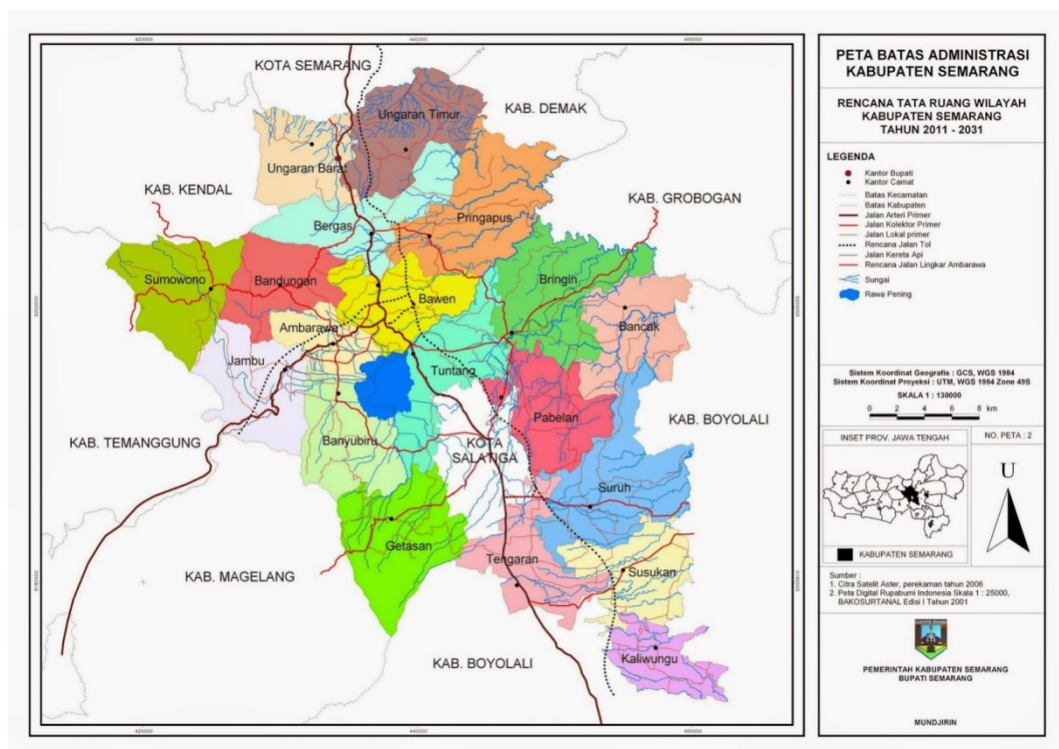 420000
440000
460000
KOTA SEMARANG
KAB. DEMAK
Ungaran Timur
Ungaran Barat
KAB. KENDAL
KAB. GROBOGAN
Pringapus
Bergas
Sumowono
Bandungan
Bringin
Bawen
Bancak
Ambarawa
Jambu
Tuntang
Pabelan
KAB. BOYOLALI
KAB. TEMANGGUNG
Banyubiru
KOTA
SALATIGA
Suruh
Getasan
Tengaran
Susukan
KAB. MAGELANG
KAB. BOYOLALI
Kaliwungu
420000
440000
460000
PETA BATAS ADMINISTRASI
KABUPATEN SEMARANG
RENCANA TATA RUANG WILAYAH
KABUPATEN SEMARANG
TAHUN 2011 - 2031
LEGENDA
Kantor Bupati
Kantor Camat
Batas Kecamatan
Batas Kabupaten
Jalan Arteri Primer
Jalan Kolektor Primer
Jalan Lokal primer
Rencana Jalan Tol
Jalan Kereta Api
Rencana Jalan Lingkar Ambarawa
Sungai
Rawa Pening
Sistem Koordinat Geografis : GCS, WGS 1984
Sistem Koordinat Proyeksi : UTM, WGS 1984 Zone 49S
SKALA 1 : 130000
0 2 4 6 8 km
INSET PROV. JAWA TENGAH
NO. PETA : 2
U
KABUPATEN SEMARANG
Sumber :
1. Citra Satelit Aster, perekaman tahun 2006
2. Peta Digital Rupabumi Indonesia Skala 1 : 25000,
BAKOSURTANAL Edisi I Tahun 2001
PEMERINTAH KABUPATEN SEMARANG
BUPATI SEMARANG
MUNDJIRIN